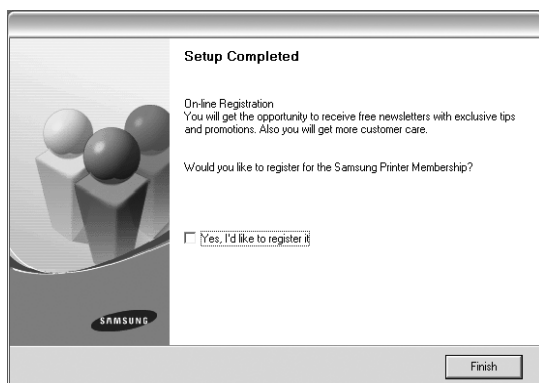 Setup Completed
On-line Registration
You will get the opportunity to receive free newsletters with exclusive tips
and promotions. Also you will get more customer care.
Would you like to register for the Samsung Printer Membership?
Yes, I'd like to register it
SAMSUNG
Finish